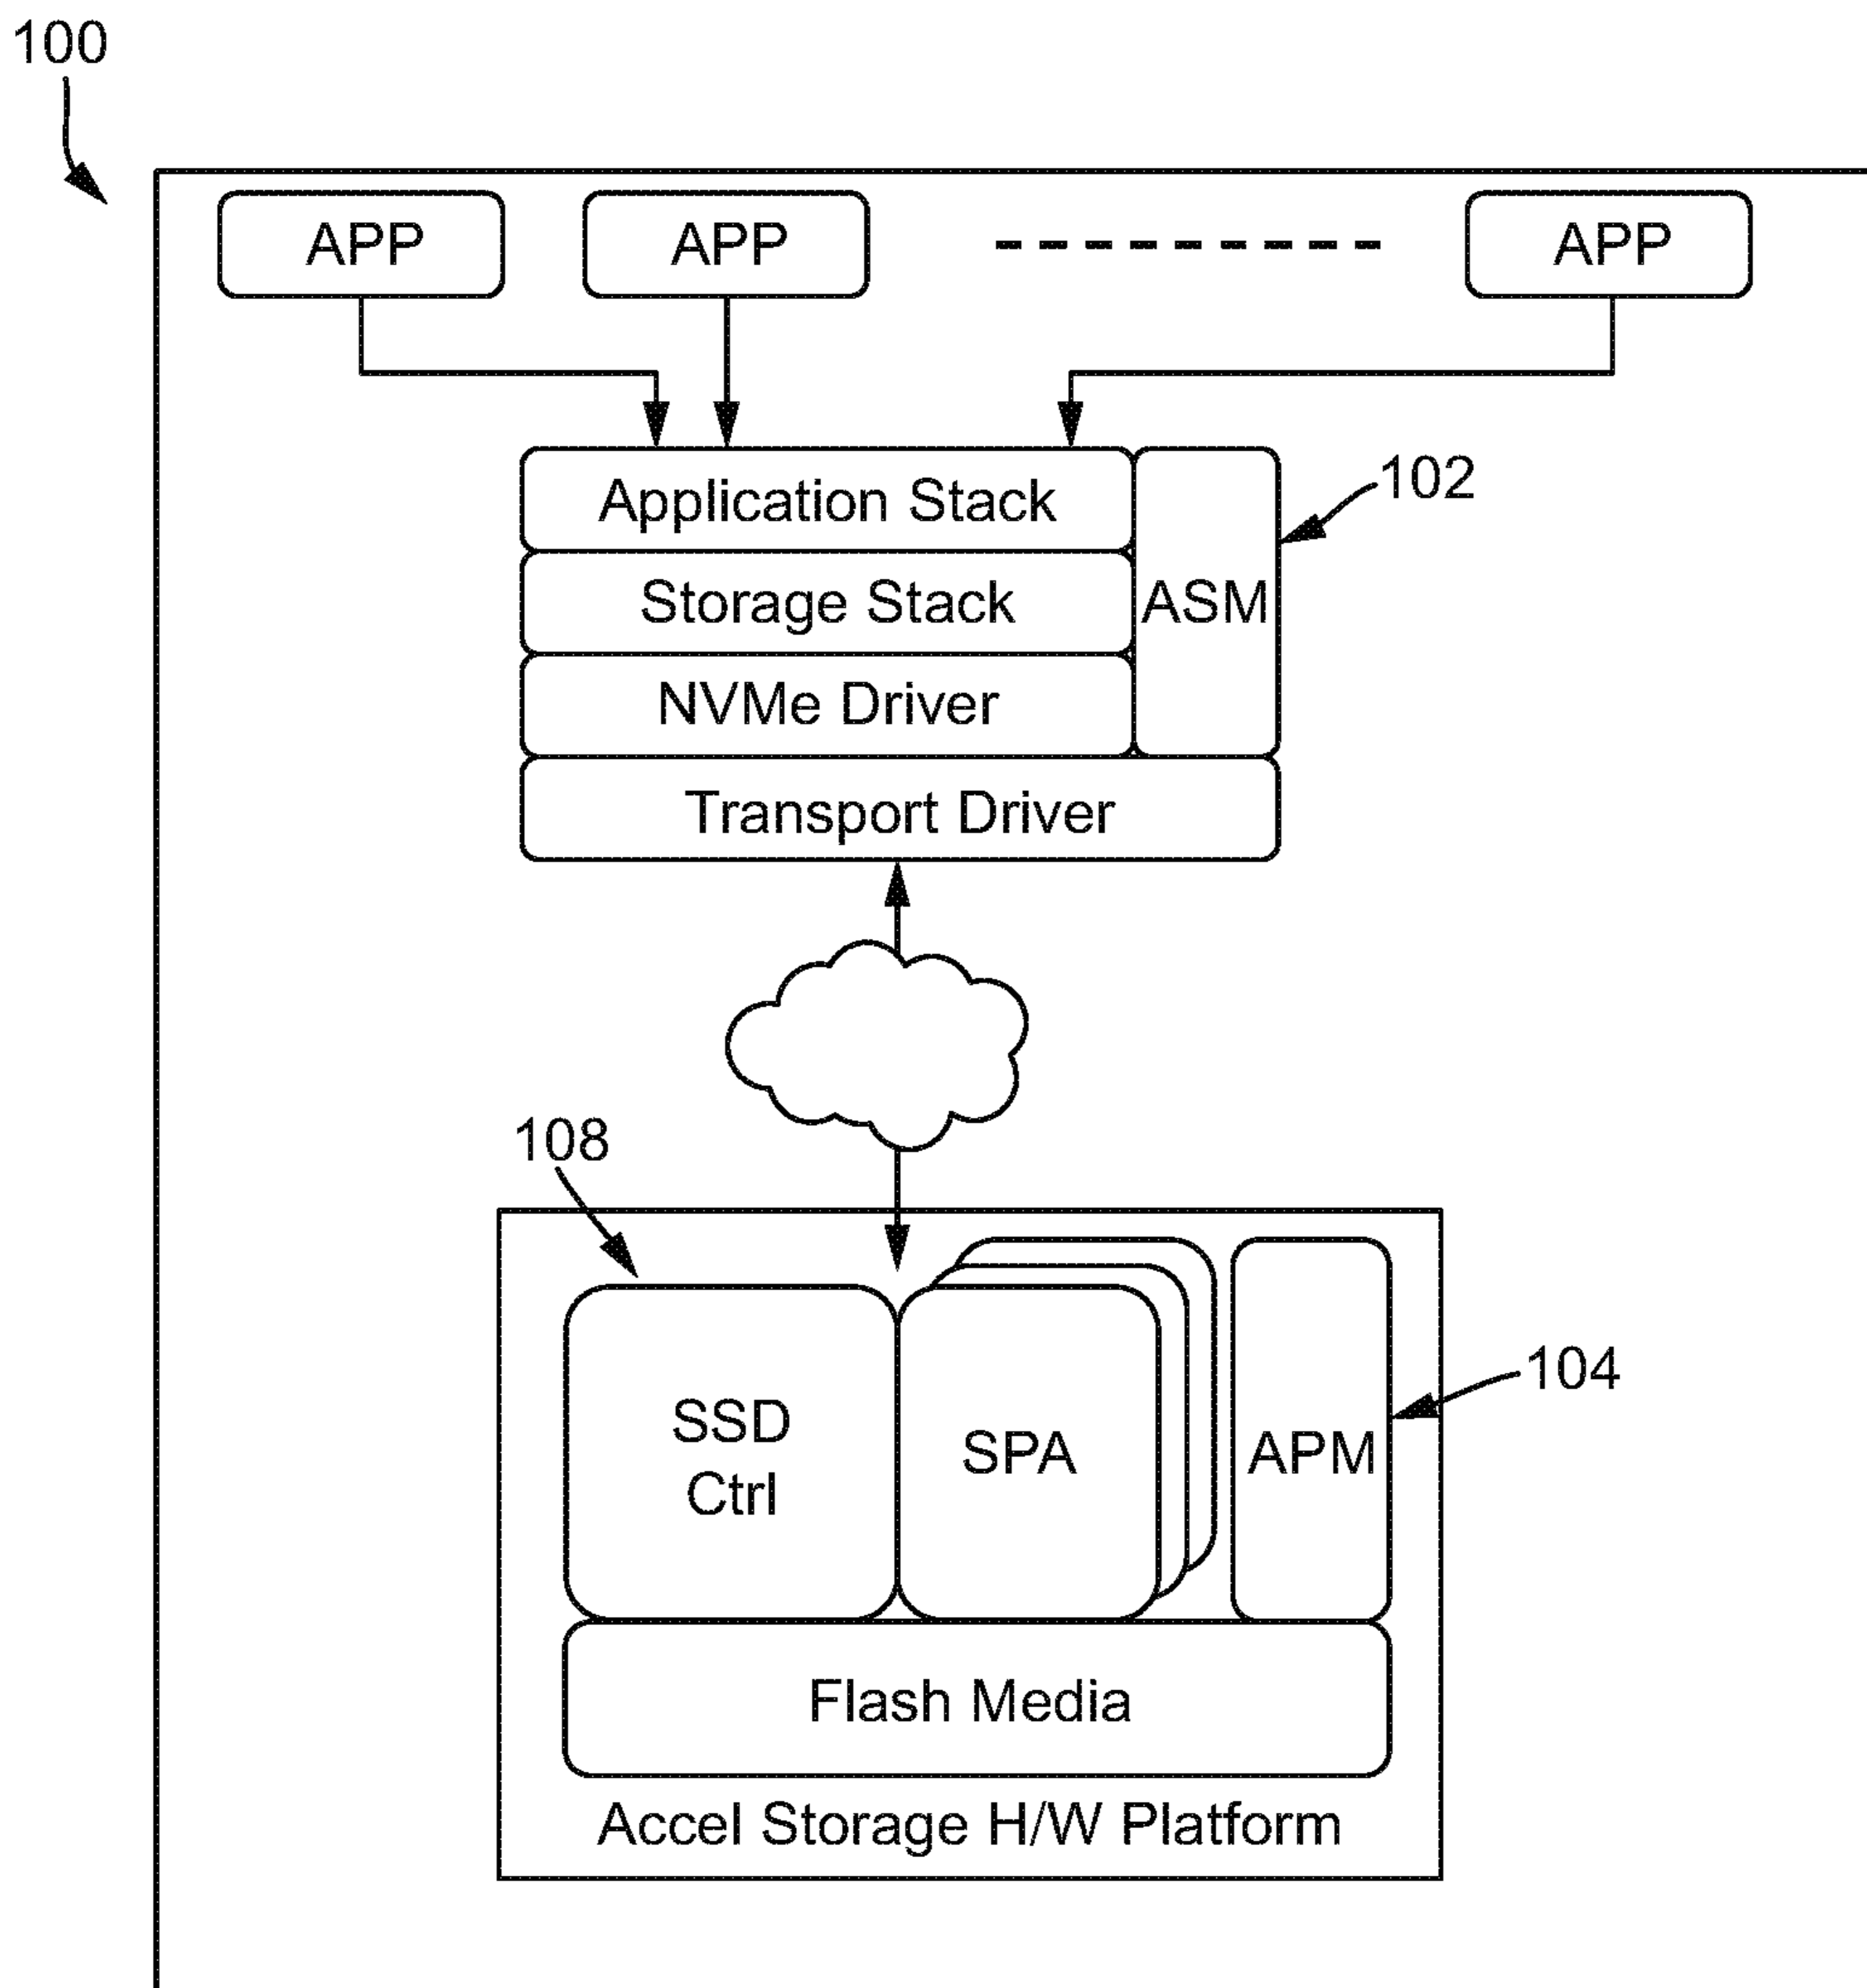 100
APP
APP
APP
Application Stack
102
Storage Stack
ASM
NVMe Driver
Transport Driver
108
SSD
Ctrl
SPA
APM
104
Flash Media
Accel Storage H/W Platform